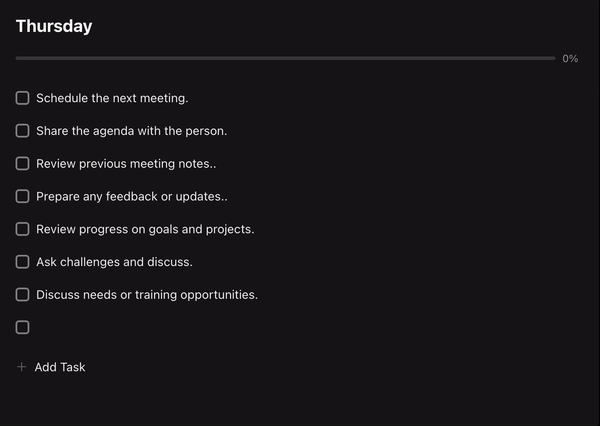 Thursday
0%
Schedule the next meeting.
Share the agenda with the person.
Review previous meeting notes..
Prepare any feedback or updates..
Review progress on goals and projects.
Ask challenges and discuss.
Discuss needs or training opportunities.
+ Add Task